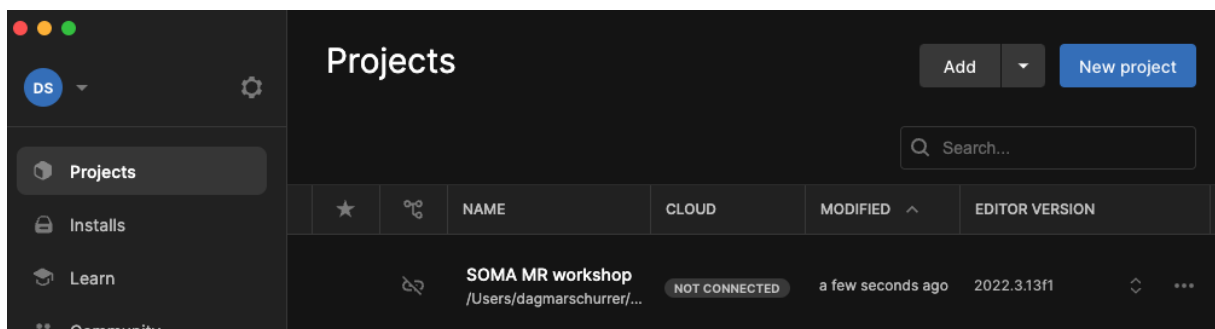 DS
Projects
Installs
Learn
Community
Projects
Add
New project
Search...
NAME
CLOUD
MODIFIED
EDITOR VERSION
SOMA MR workshop
/Users/dagmarschurrer/...
NOT CONNECTED
a few seconds ago
2022.3.13f1